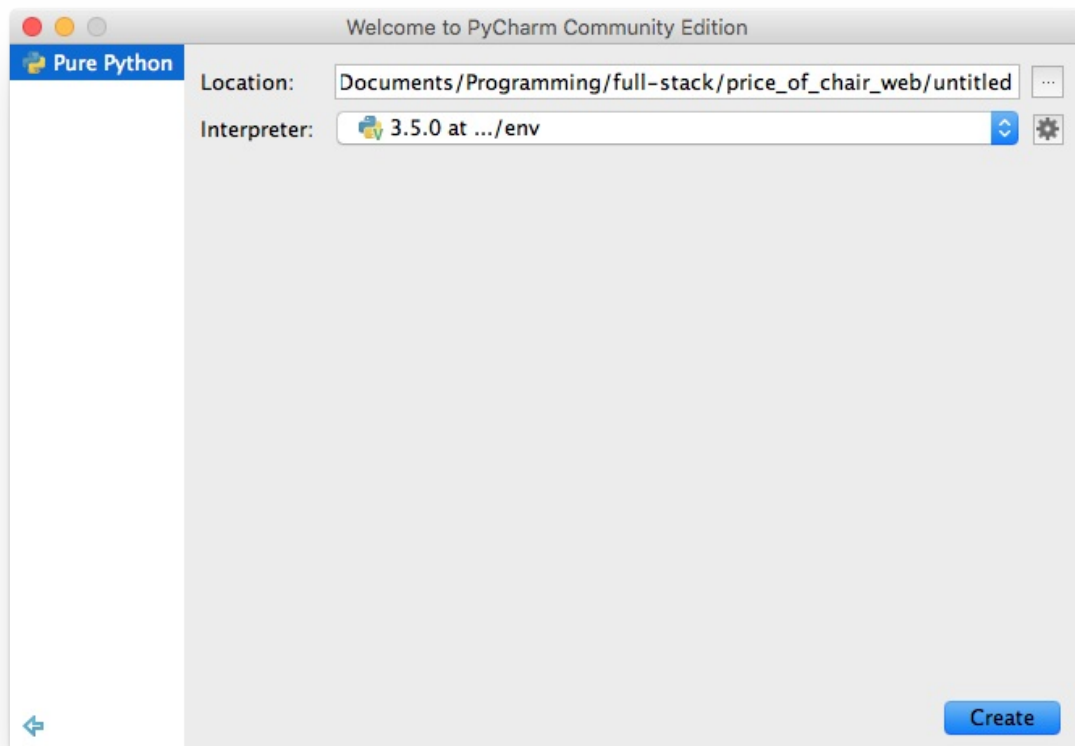 Welcome to PyCharm Community Edition
Pure Python
Location: Documents/Programming/full-stack/price_of_chair_web/untitled ...
Interpreter: 3.5.0 at .../env
Create